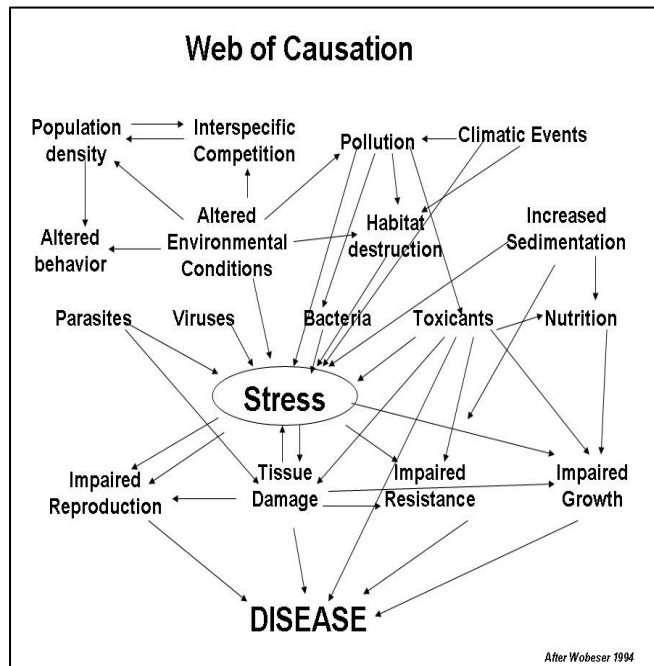 Web of Causation
Population
density
Interspecific
Competition
Pollution
Climatic Events
Altered
behavior
Altered
Environmental
Conditions
Habitat
destruction
Increased
Sedimentation
Parasites
Viruses
Bacteria
Toxicants
Nutrition
Stress
Impaired
Reproduction
Tissue
Damage
Impaired
Resistance
Impaired
Growth
DISEASE
After Wobeser 1994